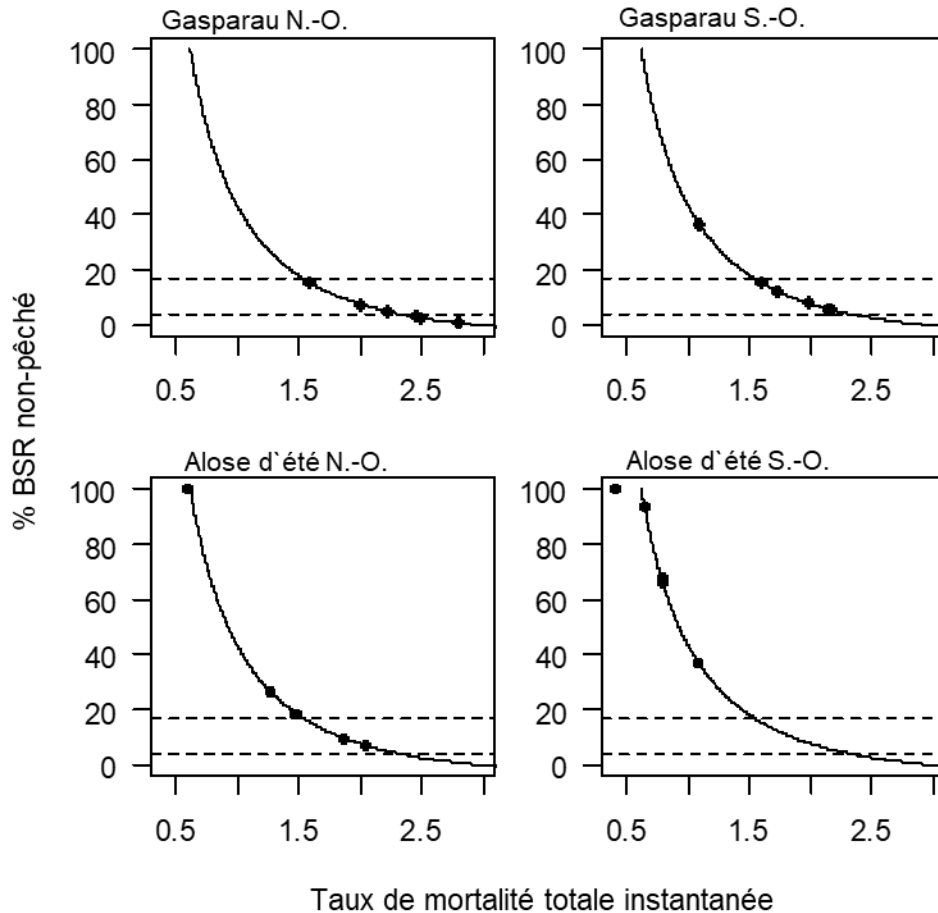 Gasparau N.-O.
100
80
60
40
20
0
0.5 1.5 2.5
Gasparau S.-O.
100
80
60
40
20
0
0.5 1.5 2.5
% BSR non-pêché
Alose d`été N.-O.
100
80
60
40
20
0
0.5 1.5 2.5
Alose d`été S.-O.
100
80
60
40
20
0
0.5 1.5 2.5
Taux de mortalité totale instantanée